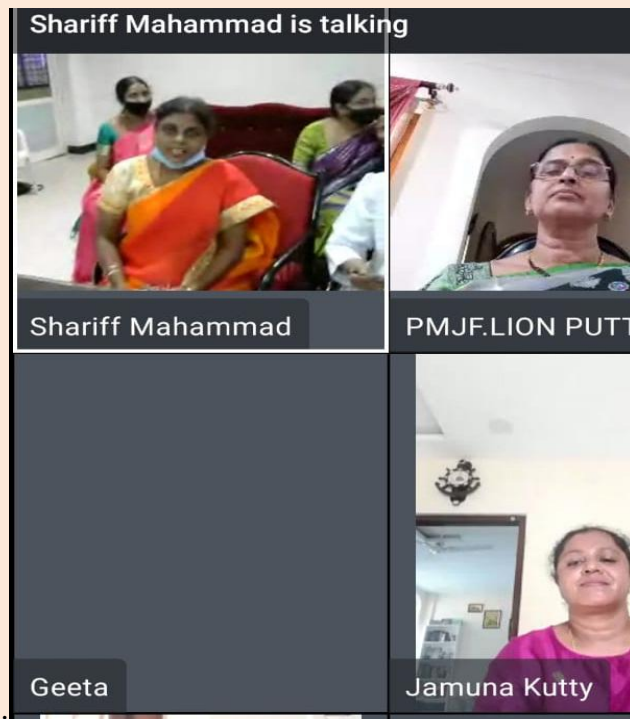 Shariff Mahammad is talking
Shariff Mahammad
PMJF.LION PUTT
Geeta
Jamuna Kutty